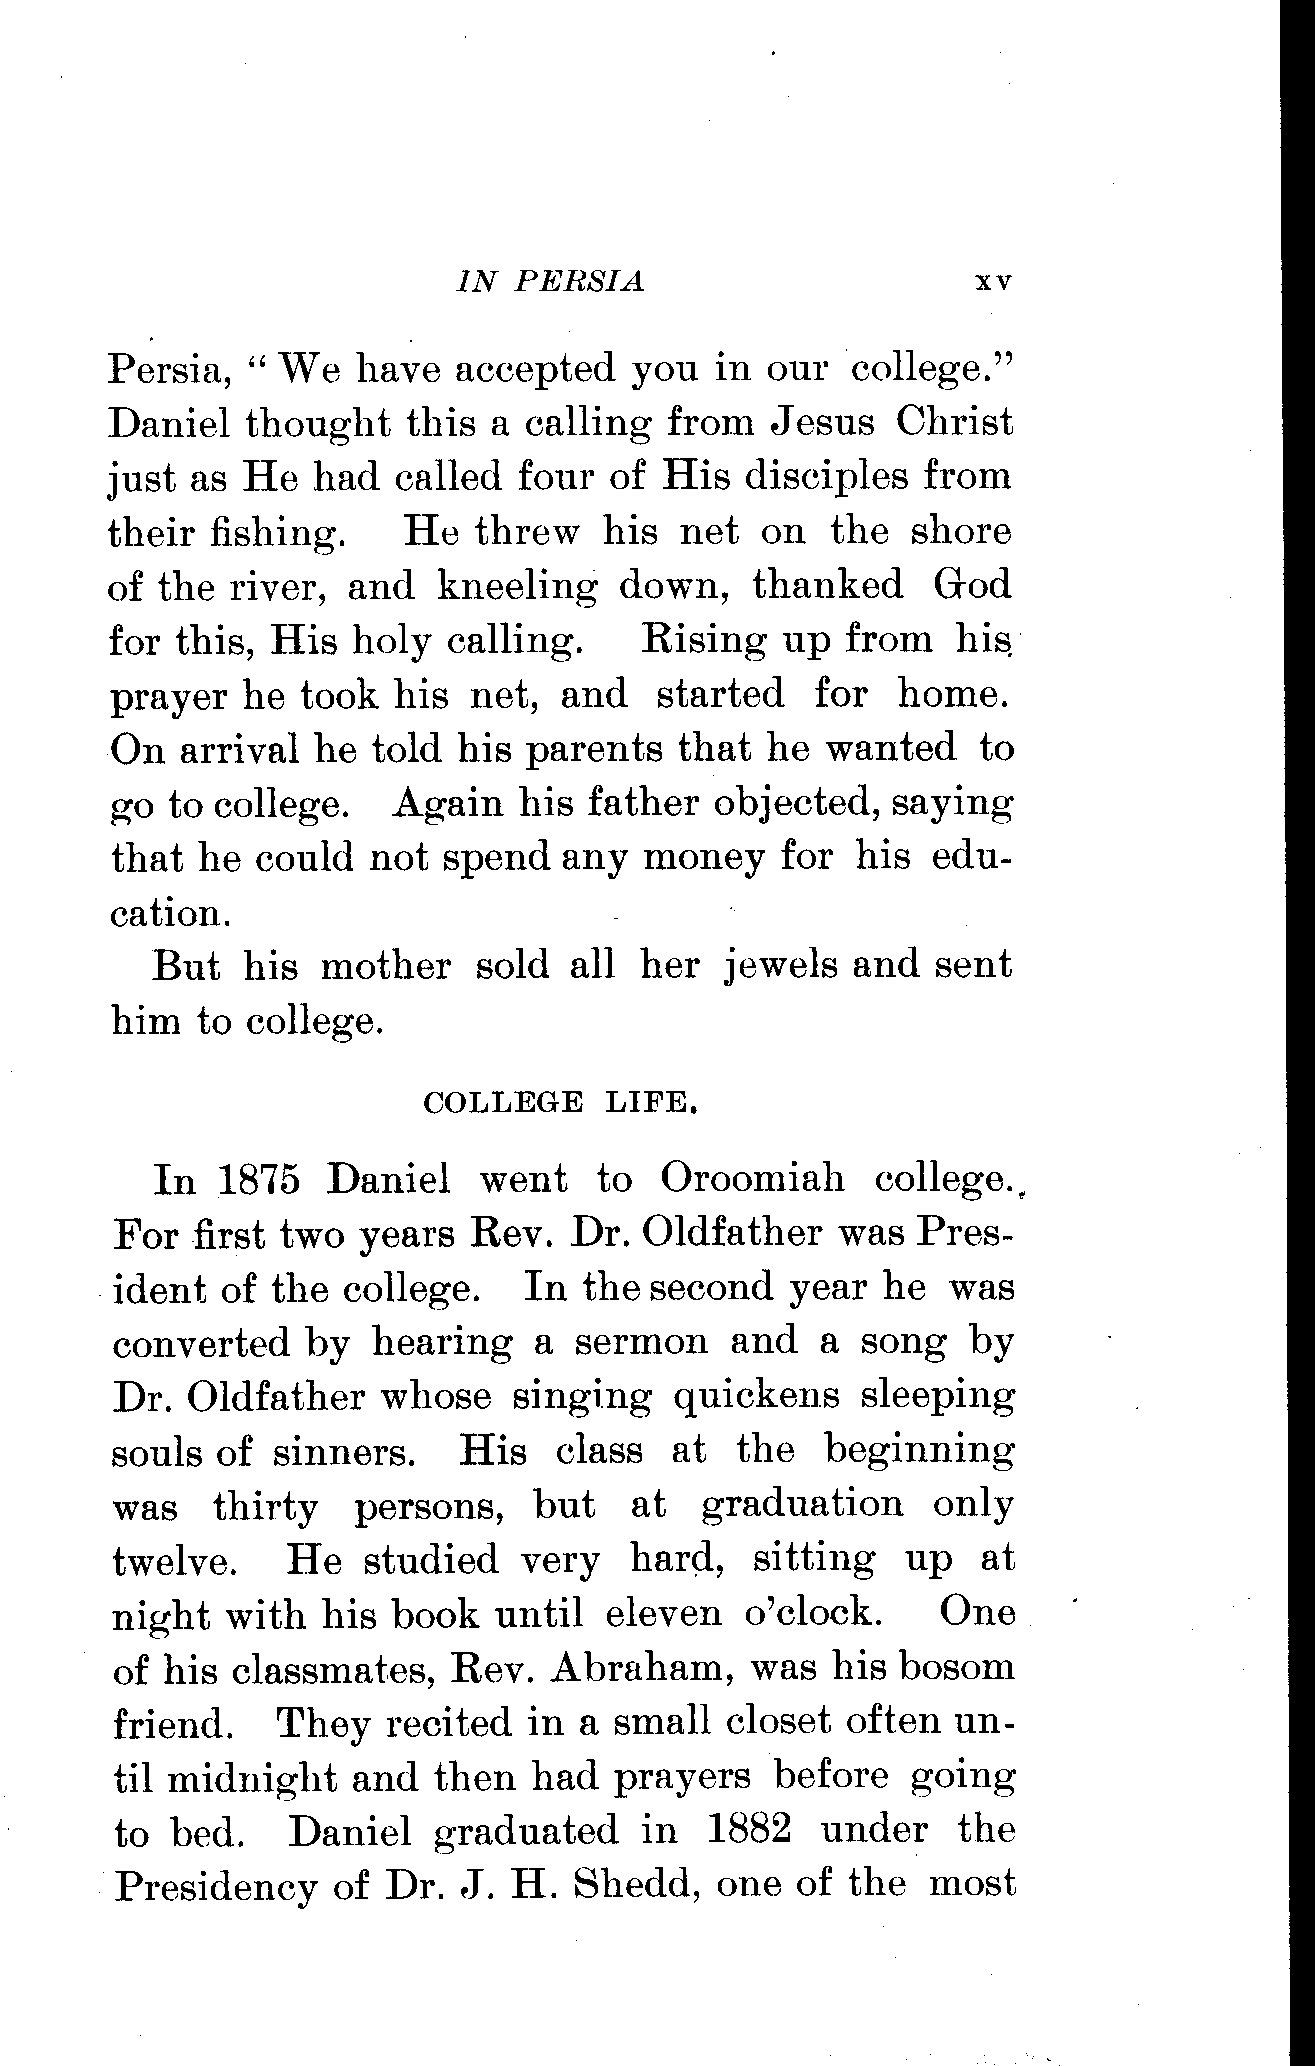 IN PERSIA xv
Persia, “ We have accepted you in our college.”
Daniel thought this a calling from Jesus Christ
just as He had called four of His disciples from
their fishing. He threw his net on the shore
of the river, and kneeling down, thanked God
for this, His holy calling. Rising up from his
prayer he took his net, and started for home.
On arrival he told his parents that he wanted to
go to college. Again his father objected, saying
that he could not spend any money for his edu-
cation.
But his mother sold all her jewels and sent
him to college.
COLLEGE LIFE.
In 1875 Daniel went to Oroomiah college.
For first two years Rev. Dr. Oldfather was Pres-
ident of the college. In the second year he was
converted by hearing a sermon and a song by
Dr. Oldfather whose singing quickens sleeping
souls of sinners. His class at the beginning
was thirty persons, but at graduation only
twelve. He studied very hard, sitting up at
night with his book until eleven o’clock. One
of his classmates, Rev. Abraham, was his bosom
friend. They recited in a small closet often un-
til midnight and then had prayers before going
to bed. Daniel graduated in 1882 under the
Presidency of Dr. J. H. Shedd, one of the most